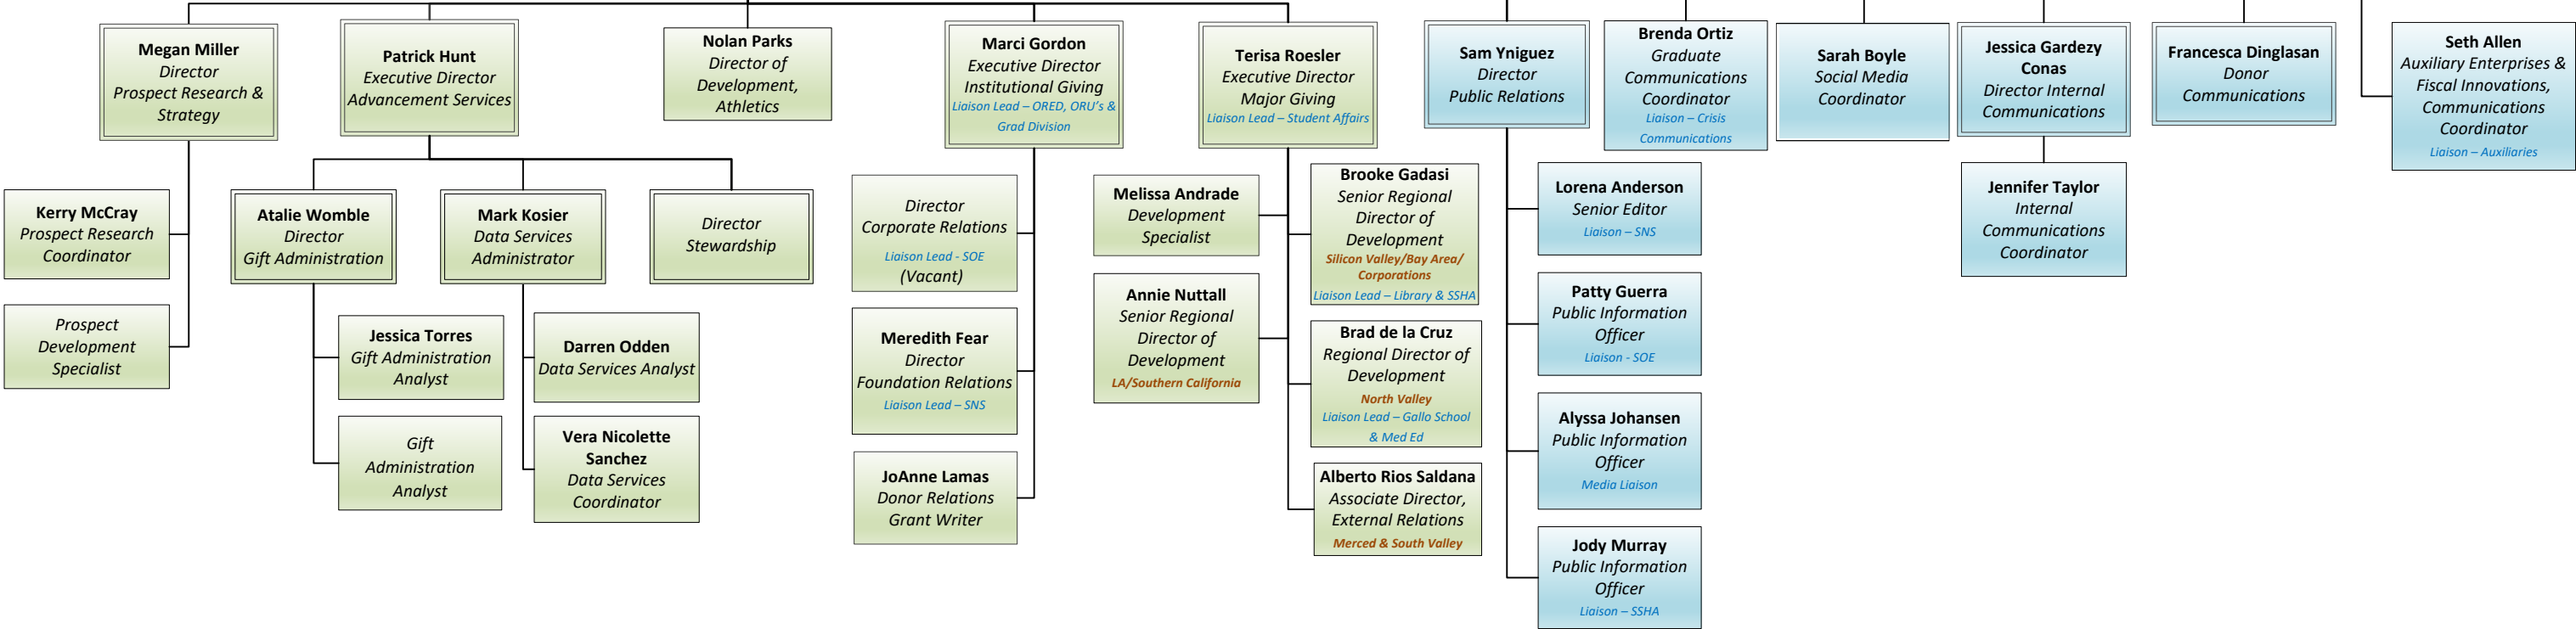 Megan Miller
Director
Prospect Research &
Strategy
Patrick Hunt
Executive Director
Advancement Services
Nolan Parks
Director of
Development,
Athletics
Marci Gordon
Executive Director
Institutional Giving
Liaison Lead – ORED, ORU's &
Grad Division
Terisa Roesler
Executive Director
Major Giving
Liaison Lead – Student Affairs
Sam Yniguez
Director
Public Relations
Brenda Ortiz
Graduate
Communications
Coordinator
Liaison – Crisis
Communications
Sarah Boyle
Social Media
Coordinator
Jessica Gardezy
Conas
Director Internal
Communications
Francesca Dinglasan
Donor
Communications
Seth Allen
Auxiliary Enterprises &
Fiscal Innovations,
Communications
Coordinator
Liaison – Auxiliaries
Kerry McCray
Prospect Research
Coordinator
Prospect
Development
Specialist
Atalie Womble
Director
Gift Administration
Mark Kosier
Data Services
Administrator
Director
Stewardship
Jessica Torres
Gift Administration
Analyst
Gift
Administration
Analyst
Darren Odden
Data Services Analyst
Vera Nicolette
Sanchez
Data Services
Coordinator
Director
Corporate Relations
Liaison Lead - SOE
(Vacant)
Meredith Fear
Director
Foundation Relations
Liaison Lead – SNS
JoAnne Lamas
Donor Relations
Grant Writer
Melissa Andrade
Development
Specialist
Annie Nuttall
Senior Regional
Director of
Development
LA/Southern California
Brooke Gadasi
Senior Regional
Director of
Development
Silicon Valley/Bay Area/
Corporations
Liaison Lead – Library & SSHA
Brad de la Cruz
Regional Director of
Development
North Valley
Liaison Lead – Gallo School
& Med Ed
Alberto Rios Saldana
Associate Director,
External Relations
Merced & South Valley
Lorena Anderson
Senior Editor
Liaison – SNS
Patty Guerra
Public Information
Officer
Liaison - SOE
Alyssa Johansen
Public Information
Officer
Media Liaison
Jody Murray
Public Information
Officer
Liaison – SSHA
Jennifer Taylor
Internal
Communications
Coordinator